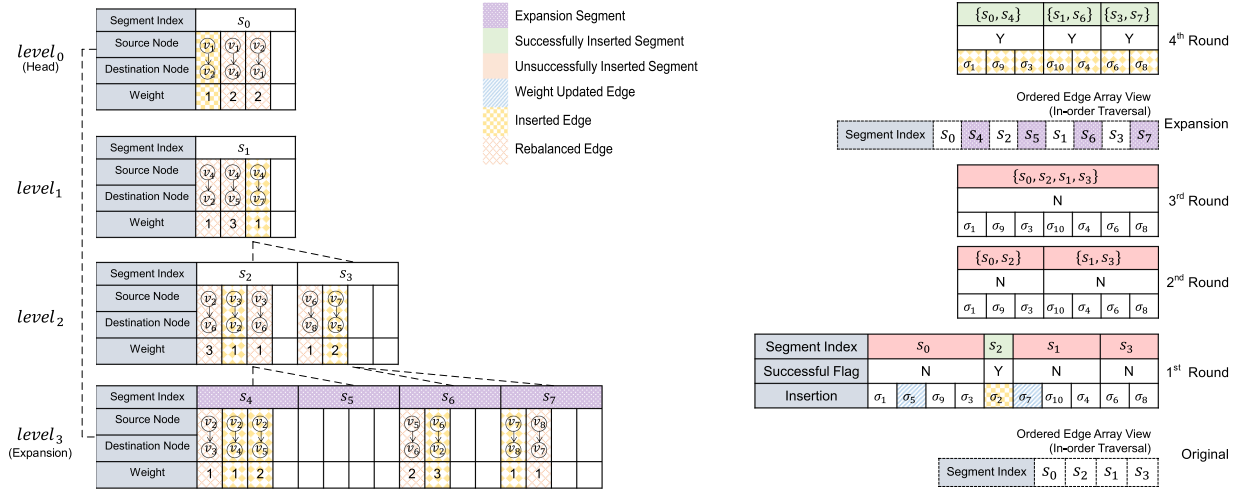 Segment Index s₀
level₀ (Head)
Source Node v₁ v₁ v₂
Destination Node v₂ v₄ v₁
Weight 1 2 2
Segment Index s₁
level₁
Source Node v₄ v₄ v₄
Destination Node v₂ v₅ v₇
Weight 1 3 1
Segment Index s₂ s₃
level₂
Source Node v₂ v₃ v₃ v₆ v₇
Destination Node v₆ v₂ v₆ v₈ v₅
Weight 3 1 1 1 2
Segment Index s₄ s₅ s₆ s₇
level₃ (Expansion)
Source Node v₂ v₂ v₂ v₅ v₆ v₇ v₈
Destination Node v₃ v₄ v₅ v₆ v₂ v₈ v₇
Weight 1 1 2 2 3 1 1
Expansion Segment
Successfully Inserted Segment
Unsuccessfully Inserted Segment
Weight Updated Edge
Inserted Edge
Rebalanced Edge
{s₀, s₄} {s₁, s₆} {s₃, s₇}
Y Y Y
4th Round
σ₁ σ₉ σ₃ σ₁₀ σ₄ σ₆ σ₈
Ordered Edge Array View
(In-order Traversal)
Expansion
Segment Index s₀ s₄ s₂ s₅ s₁ s₆ s₃ s₇
{s₀, s₂, s₁, s₃}
N
3rd Round
σ₁ σ₉ σ₃ σ₁₀ σ₄ σ₆ σ₈
{s₀, s₂} {s₁, s₃}
N N
2nd Round
σ₁ σ₉ σ₃ σ₁₀ σ₄ σ₆ σ₈
Segment Index s₀ s₂ s₁ s₃
Successful Flag N Y N N
1st Round
Insertion σ₁ σ₅ σ₉ σ₃ σ₂ σ₇ σ₁₀ σ₄ σ₆ σ₈
Ordered Edge Array View
(In-order Traversal)
Original
Segment Index s₀ s₂ s₁ s₃